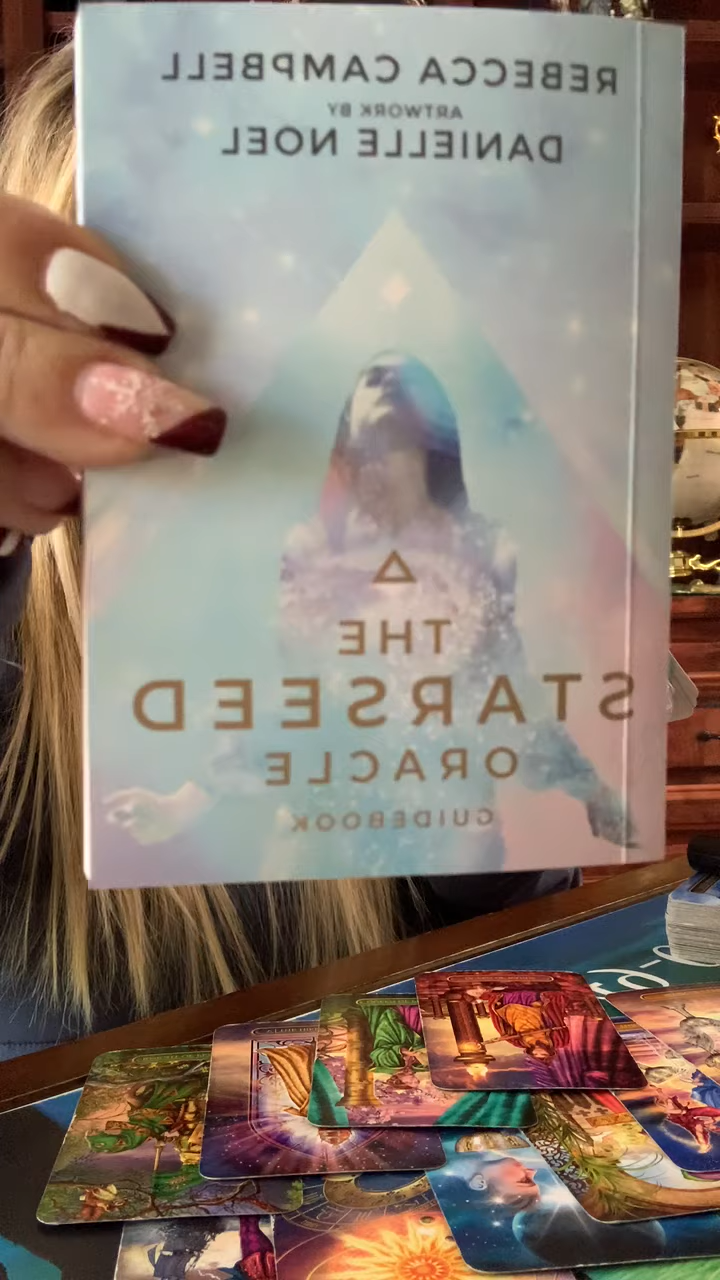 REBECCA CAMPBELL
ARTWORK BY
DANIELLE NOEL
THE
STARSEED
ORACLE
GUIDEBOOK